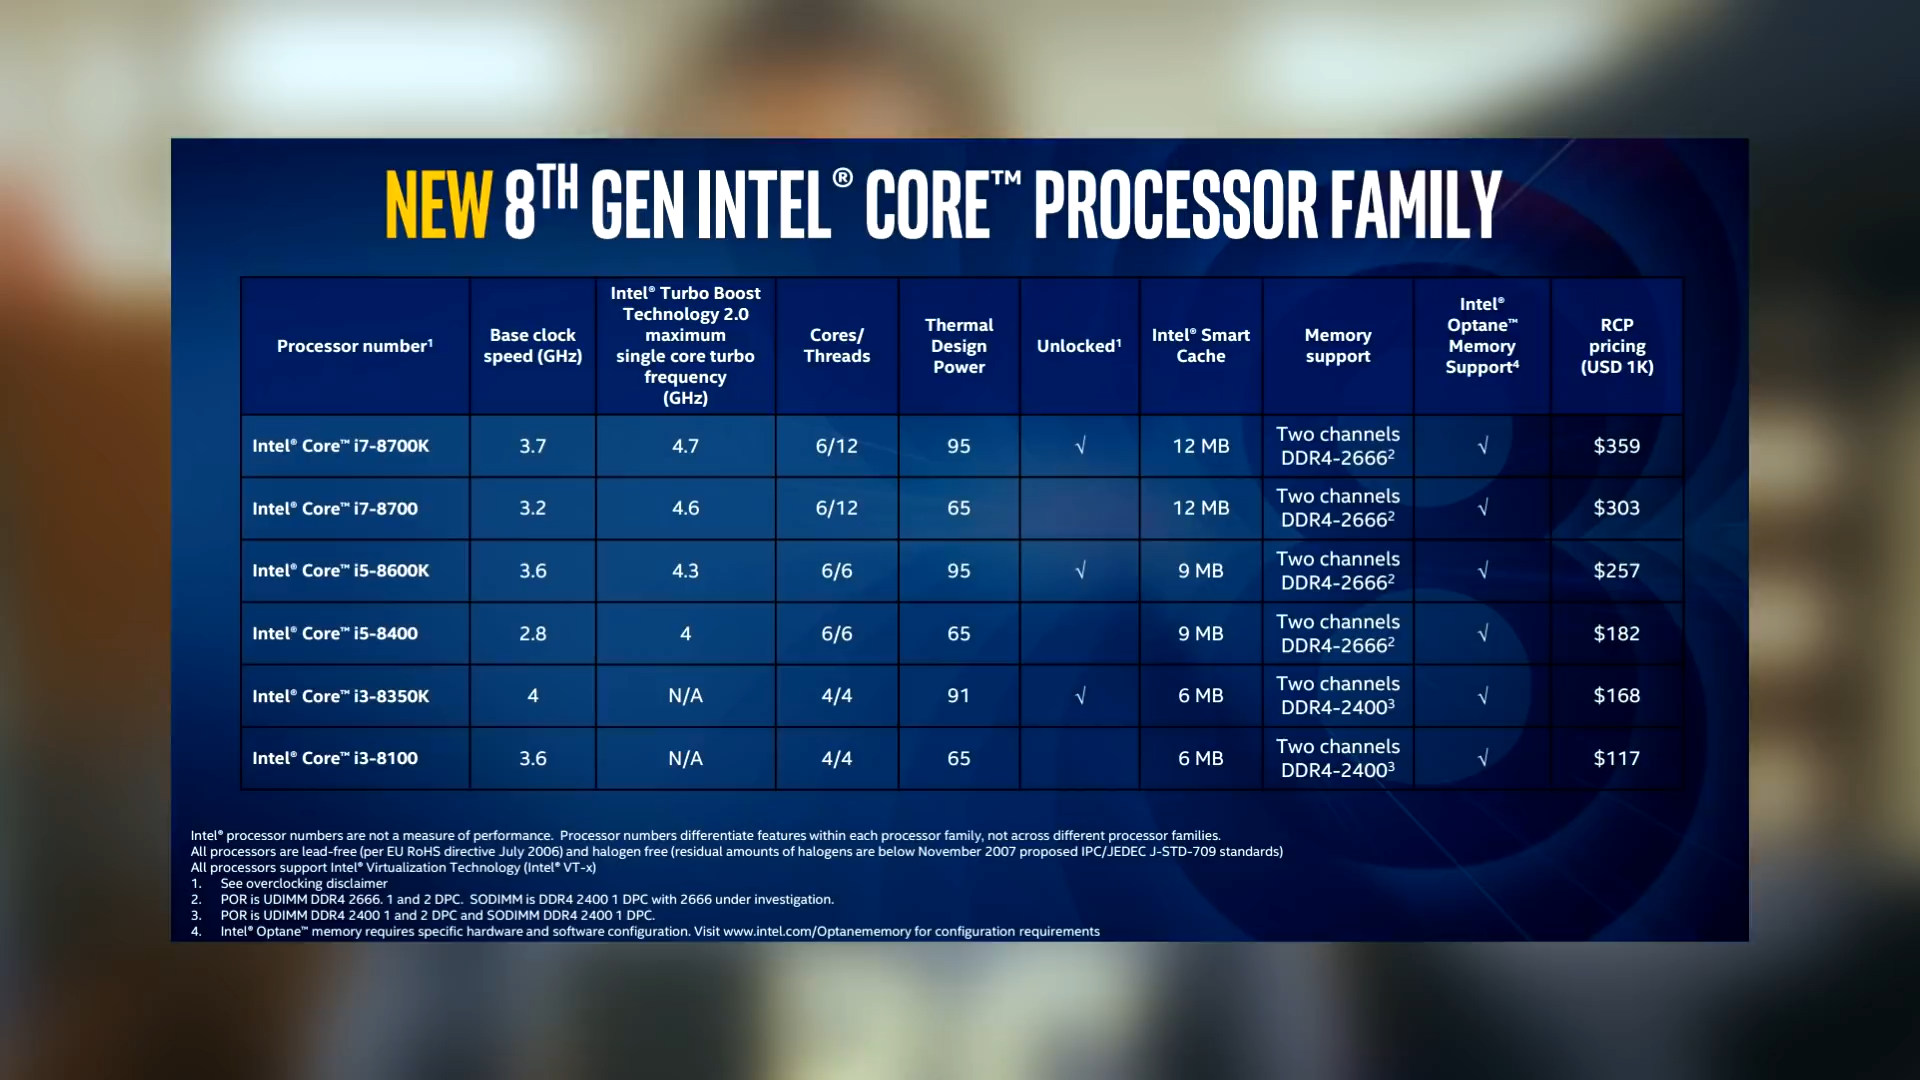 NEW 8TH GEN INTEL® CORE™ PROCESSOR FAMILY
Processor number1
Base clock
speed (GHz)
Intel® Turbo Boost
Technology 2.0
maximum
single core turbo
frequency
(GHz)
Cores/
Threads
Thermal
Design
Power
Unlocked1
Intel® Smart
Cache
Memory
support
Intel®
Optane™
Memory
Support4
RCP
pricing
(USD 1K)
Intel® Core™ i7-8700K 3.7 4.7 6/12 95 √ 12 MB Two channels DDR4-26662 √ $359
Intel® Core™ i7-8700 3.2 4.6 6/12 65 12 MB Two channels DDR4-26662 √ $303
Intel® Core™ i5-8600K 3.6 4.3 6/6 95 √ 9 MB Two channels DDR4-26662 √ $257
Intel® Core™ i5-8400 2.8 4 6/6 65 9 MB Two channels DDR4-26662 √ $182
Intel® Core™ i3-8350K 4 N/A 4/4 91 √ 6 MB Two channels DDR4-24003 √ $168
Intel® Core™ i3-8100 3.6 N/A 4/4 65 6 MB Two channels DDR4-24003 √ $117
Intel® processor numbers are not a measure of performance. Processor numbers differentiate features within each processor family, not across different processor families.
All processors are lead-free (per EU RoHS directive July 2006) and halogen free (residual amounts of halogens are below November 2007 proposed IPC/JEDEC J-STD-709 standards)
All processors support Intel® Virtualization Technology (Intel® VT-x)
1. See overclocking disclaimer
2. POR is UDIMM DDR4 2666. 1 and 2 DPC. SODIMM is DDR4 2400 1 DPC with 2666 under investigation.
3. POR is UDIMM DDR4 2400 1 and 2 DPC and SODIMM DDR4 2400 1 DPC.
4. Intel® Optane™ memory requires specific hardware and software configuration. Visit www.intel.com/Optanememory for configuration requirements